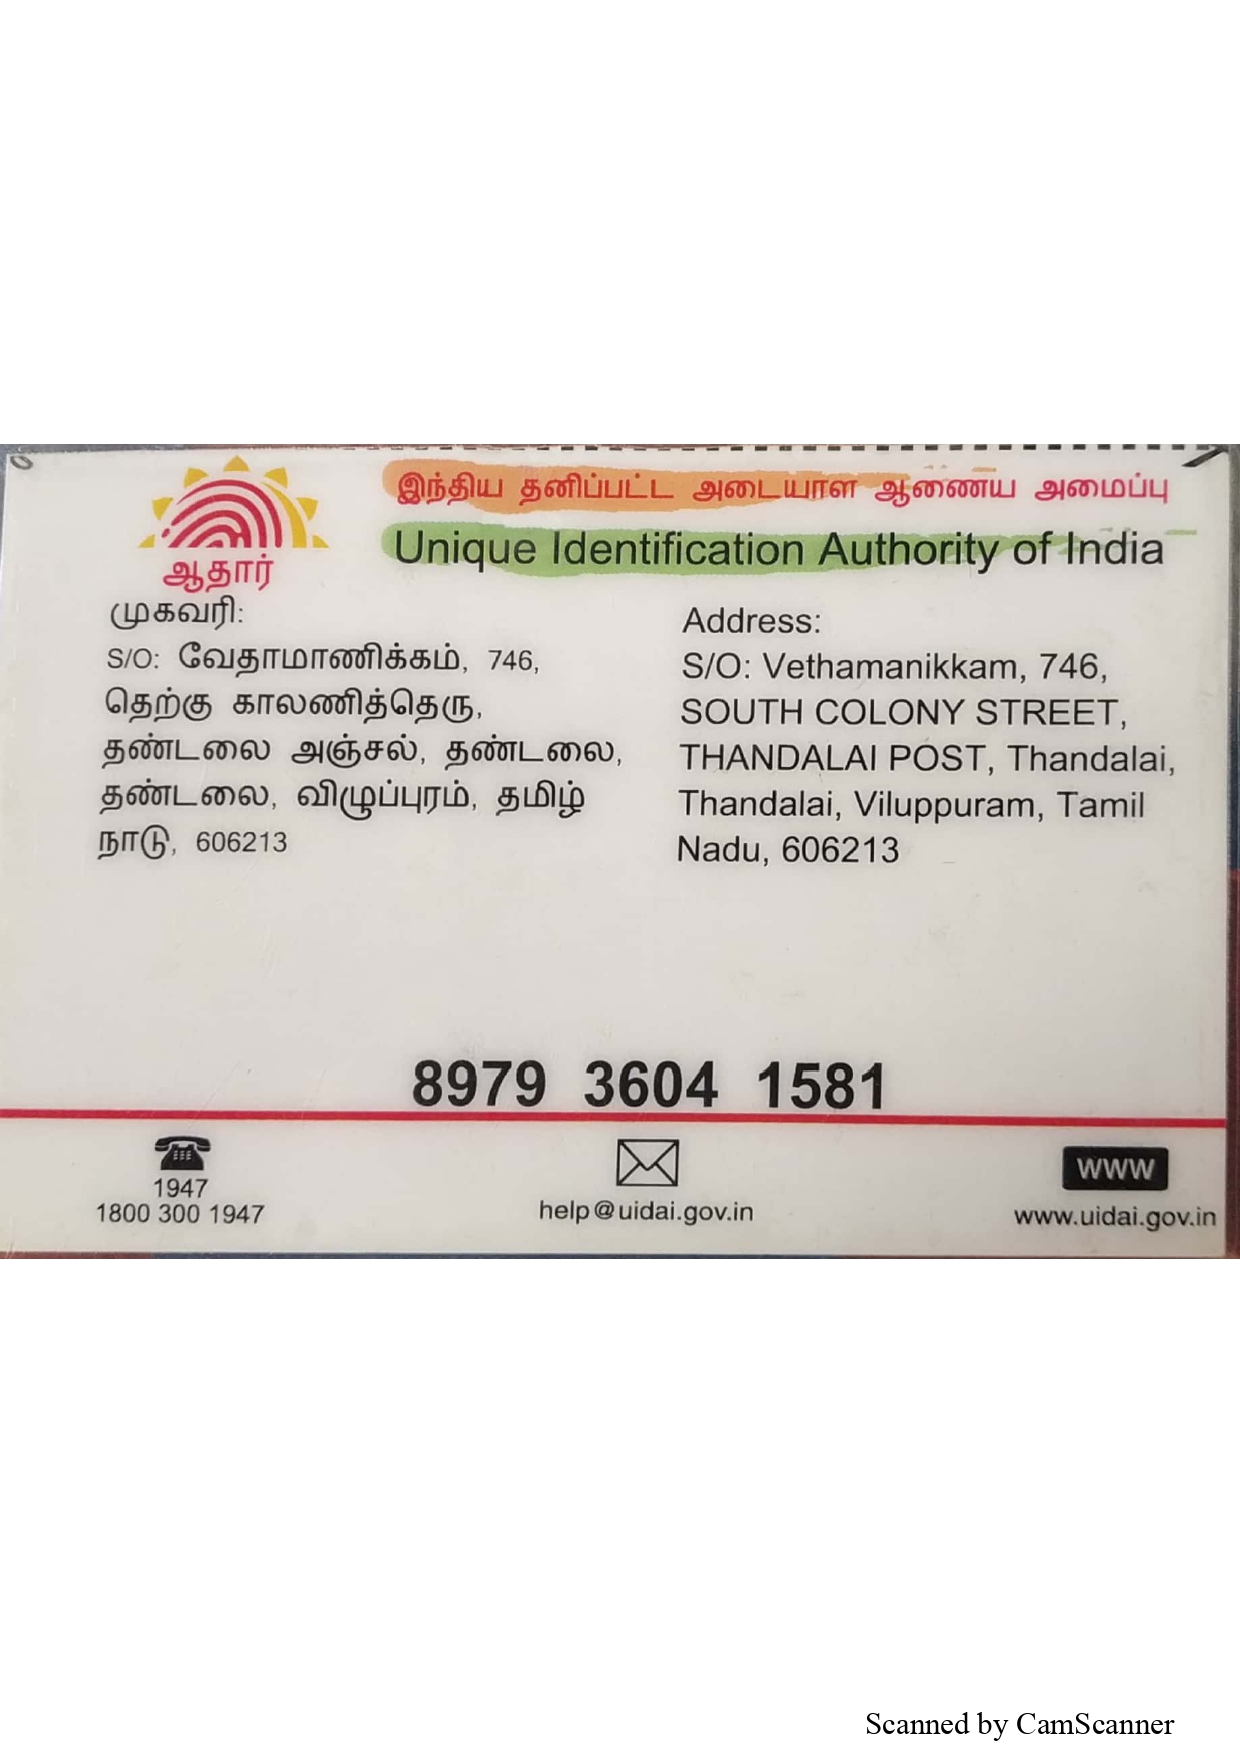 இந்திய தனிப்பட்ட அடையாள ஆணைய அமைப்பு
Unique Identification Authority of India
ஆதார்
முகவரி:
S/O: வேதாமாணிக்கம், 746,
தெற்கு காலணித்தெரு,
தண்டலை அஞ்சல், தண்டலை,
தண்டலை, விழுப்புரம், தமிழ்
நாடு, 606213
Address:
S/O: Vethamanikkam, 746,
SOUTH COLONY STREET,
THANDALAI POST, Thandalai,
Thandalai, Viluppuram, Tamil
Nadu, 606213
8979 3604 1581
1947
1800 300 1947
help@uidai.gov.in
WWW
www.uidai.gov.in
Scanned by CamScanner